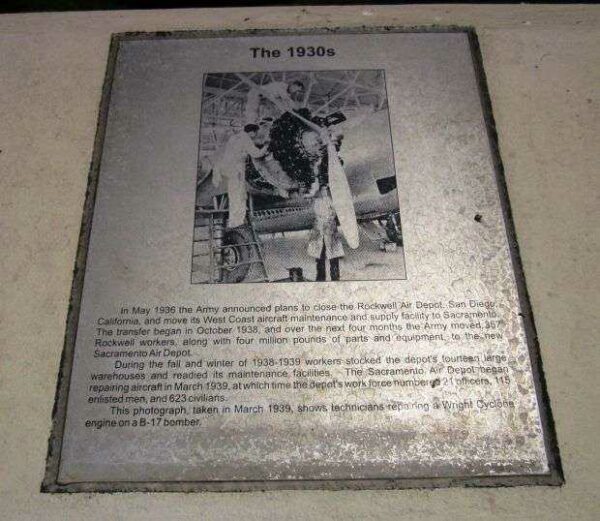 The 1930s
In May 1936 the Army announced plans to close the Rockwell Air Depot, San Diego,
California, and move its West Coast aircraft maintenance and supply facility to Sacramento.
The transfer began in October 1938, and over the next four months the Army moved 357
Rockwell workers, along with four million pounds of parts and equipment, to the new
Sacramento Air Depot.
During the fall and winter of 1938-1939 workers stocked the depot's fourteen large
warehouses and readied its maintenance facilities. The Sacramento Air Depot began
repairing aircraft in March 1939, at which time the depot's work force numbered 21 officers, 115
enlisted men, and 623 civilians.
This photograph, taken in March 1939, shows technicians repairing a Wright Cyclone
engine on a B-17 bomber.